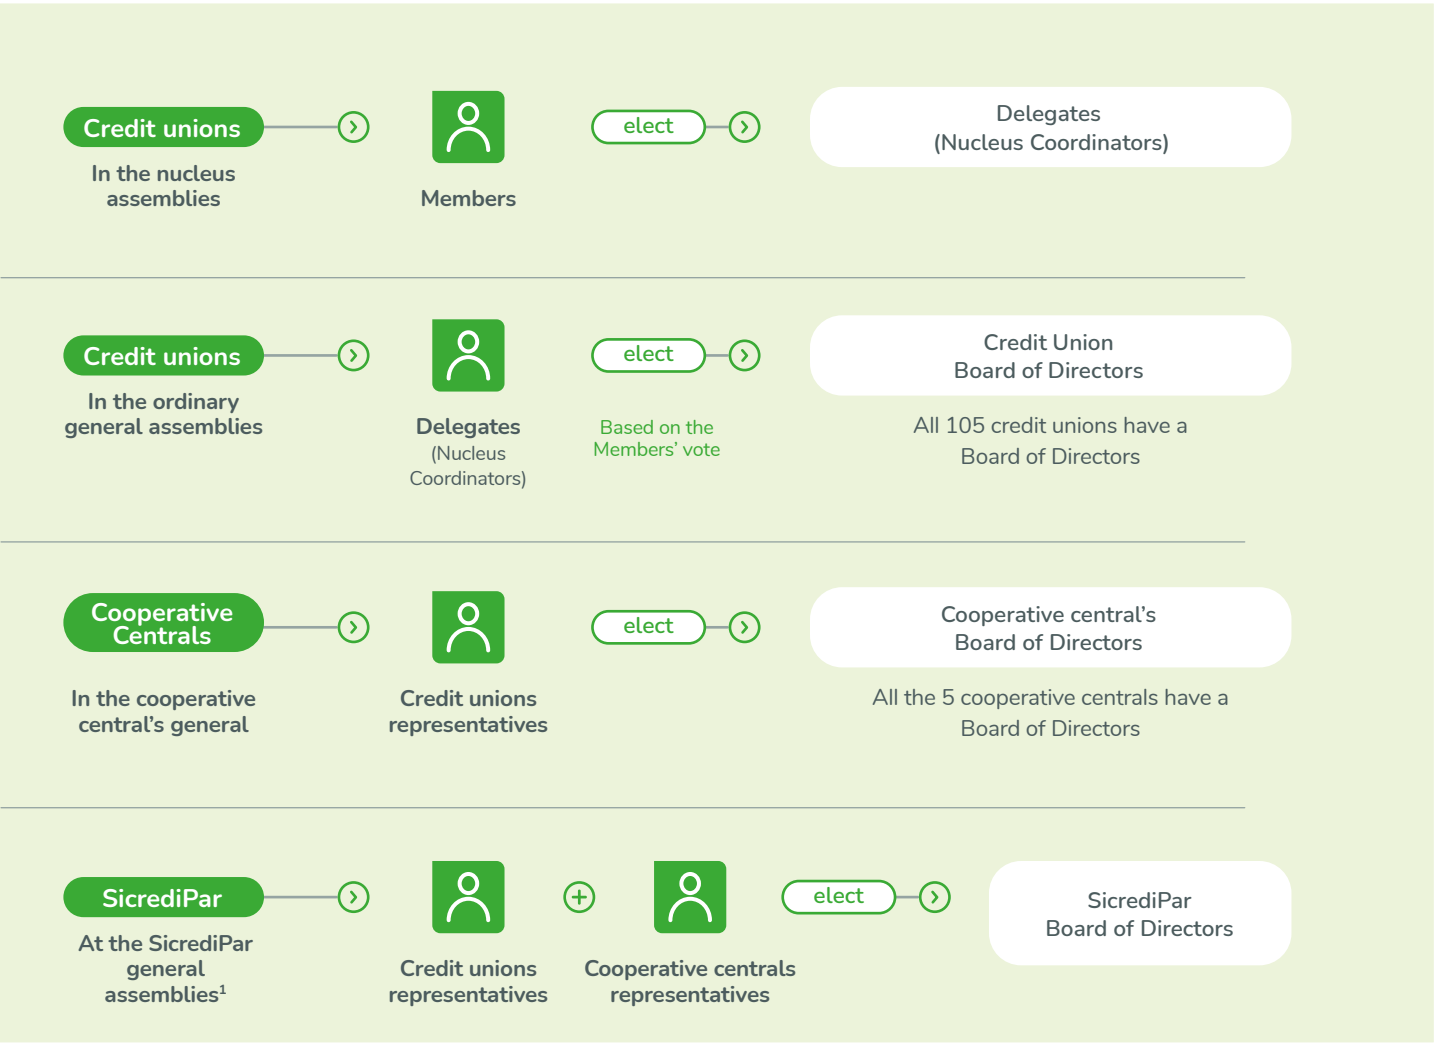 Credit unions
In the nucleus
assemblies
Members
elect
Delegates
(Nucleus Coordinators)
Credit unions
In the ordinary
general assemblies
Delegates
(Nucleus
Coordinators)
elect
Based on the
Members’ vote
Credit Union
Board of Directors
All 105 credit unions have a
Board of Directors
Cooperative
Centrals
In the cooperative
central’s general
Credit unions
representatives
elect
Cooperative central’s
Board of Directors
All the 5 cooperative centrals have a
Board of Directors
SicrediPar
At the SicrediPar
general
assemblies¹
Credit unions
representatives
+
Cooperative centrals
representatives
elect
SicrediPar
Board of Directors